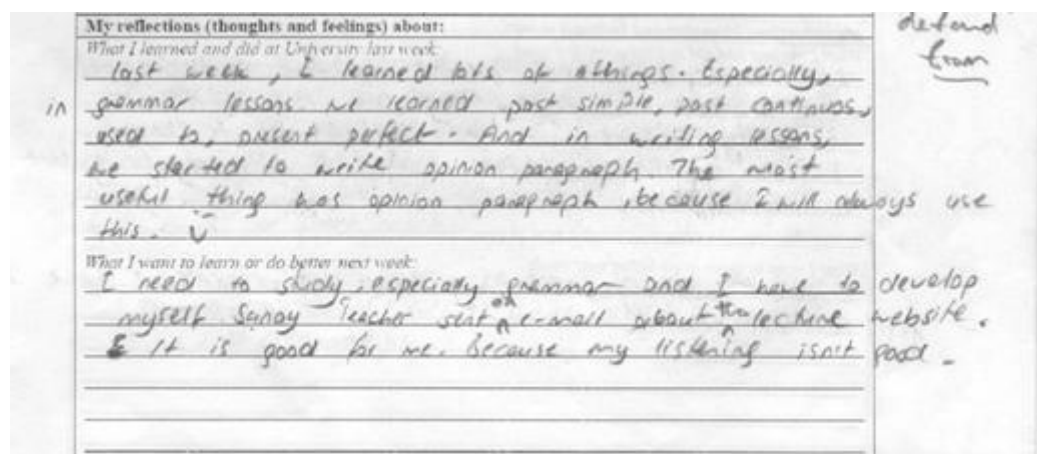 My reflections (thoughts and feelings) about:
What I learned and did at University last week:
last week, I learned lots of things. Especially,
in grammar lessons we learned past simple, past continuos,
used to, present perfect. And in writing lessons,
we started to write opinion paragraph. The most
useful thing was opinion paragraph, because I will always use
this.
What I want to learn or do better next week:
I need to study, especially grammar and I have to develop
myself teacher sent an e-mail about the lecture website.
It is good for me. Because my listening isn't good.
from